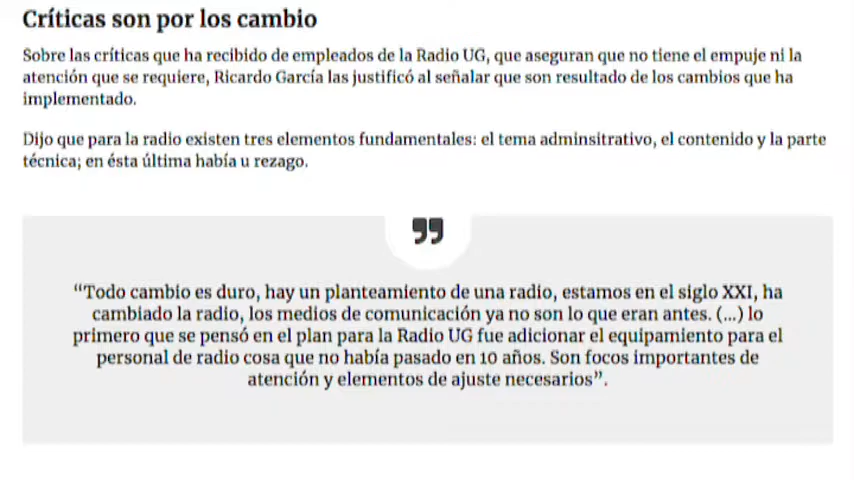 Críticas son por los cambio
Sobre las críticas que ha recibido de empleados de la Radio UG, que aseguran que no tiene el empuje ni la
atención que se requiere, Ricardo García las justificó al señalar que son resultado de los cambios que ha
implementado.
Dijo que para la radio existen tres elementos fundamentales: el tema adminsitrativo, el contenido y la parte
técnica; en ésta última había u rezago.
”
“Todo cambio es duro, hay un planteamiento de una radio, estamos en el siglo XXI, ha
cambiado la radio, los medios de comunicación ya no son lo que eran antes. (...) lo
primero que se pensó en el plan para la Radio UG fue adicionar el equipamiento para el
personal de radio cosa que no había pasado en 10 años. Son focos importantes de
atención y elementos de ajuste necesarios”.